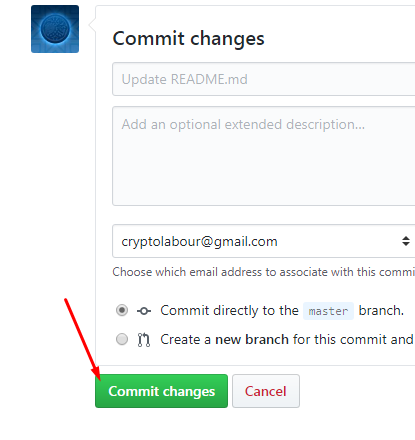 Commit changes
Update README.md
Add an optional extended description...
cryptolabour@gmail.com
Choose which email address to associate with this commi
Commit directly to the master branch.
Create a new branch for this commit and
Commit changes Cancel